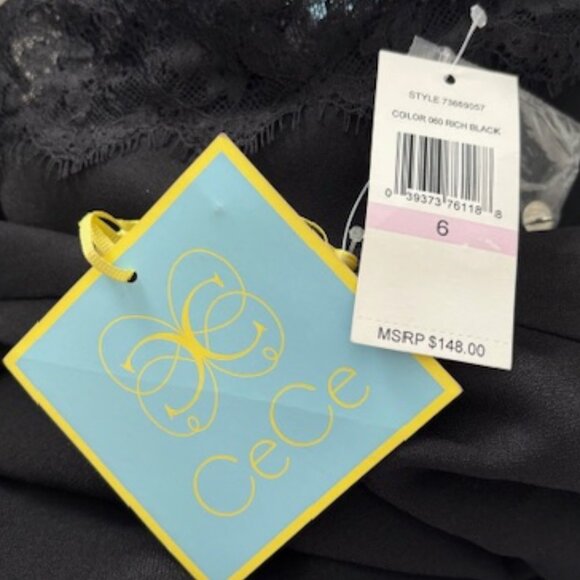 STYLE 73669057
COLOR 060 RICH BLACK
0 39373 76118 8
6
MSRP $148.00
CeCe